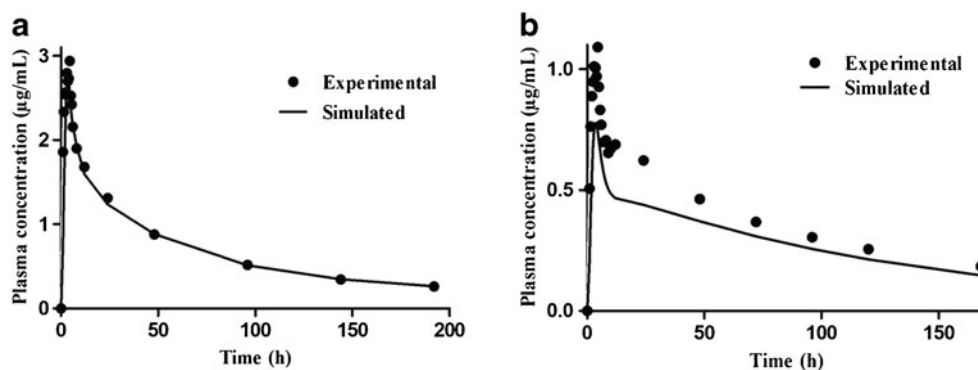 a
Plasma concentration (µg/mL)
3
2
1
0
0 50 100 150 200
Time (h)
Experimental
Simulated
b
Plasma concentration (µg/mL)
1.0
0.5
0.0
0 50 100 150
Time (h)
Experimental
Simulated